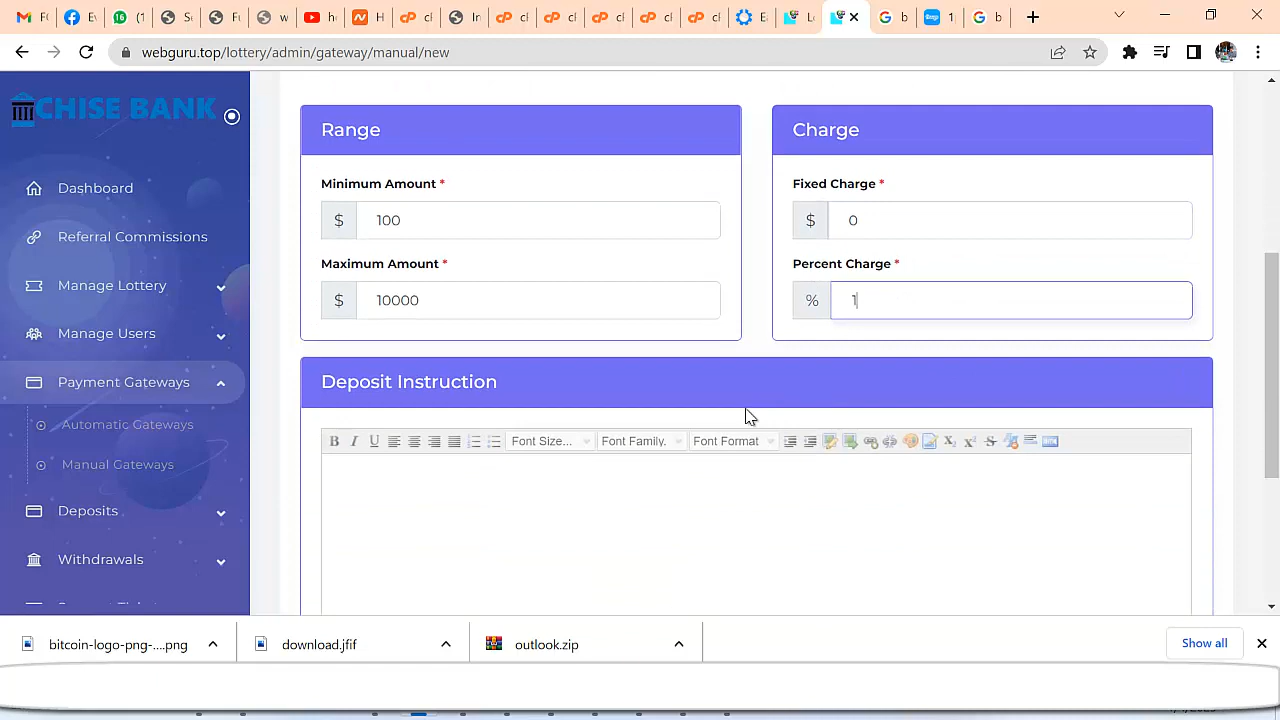 (1
webguru.top/lottery/admin/gateway/manual/new
CHISE BANK
Dashboard
Referral Commissions
Manage Lottery
Manage Users
Payment Gateways
Automatic Gateways
Manual Gateways
Deposits
Withdrawals
Range
Minimum Amount *
$ 100
Maximum Amount *
$ 10000
Charge
Fixed Charge *
$ 0
Percent Charge *
% 1
Deposit Instruction
B I U Font Size... Font Family. Font Format
bitcoin-logo-png-....png
download.jfif
outlook.zip
Show all